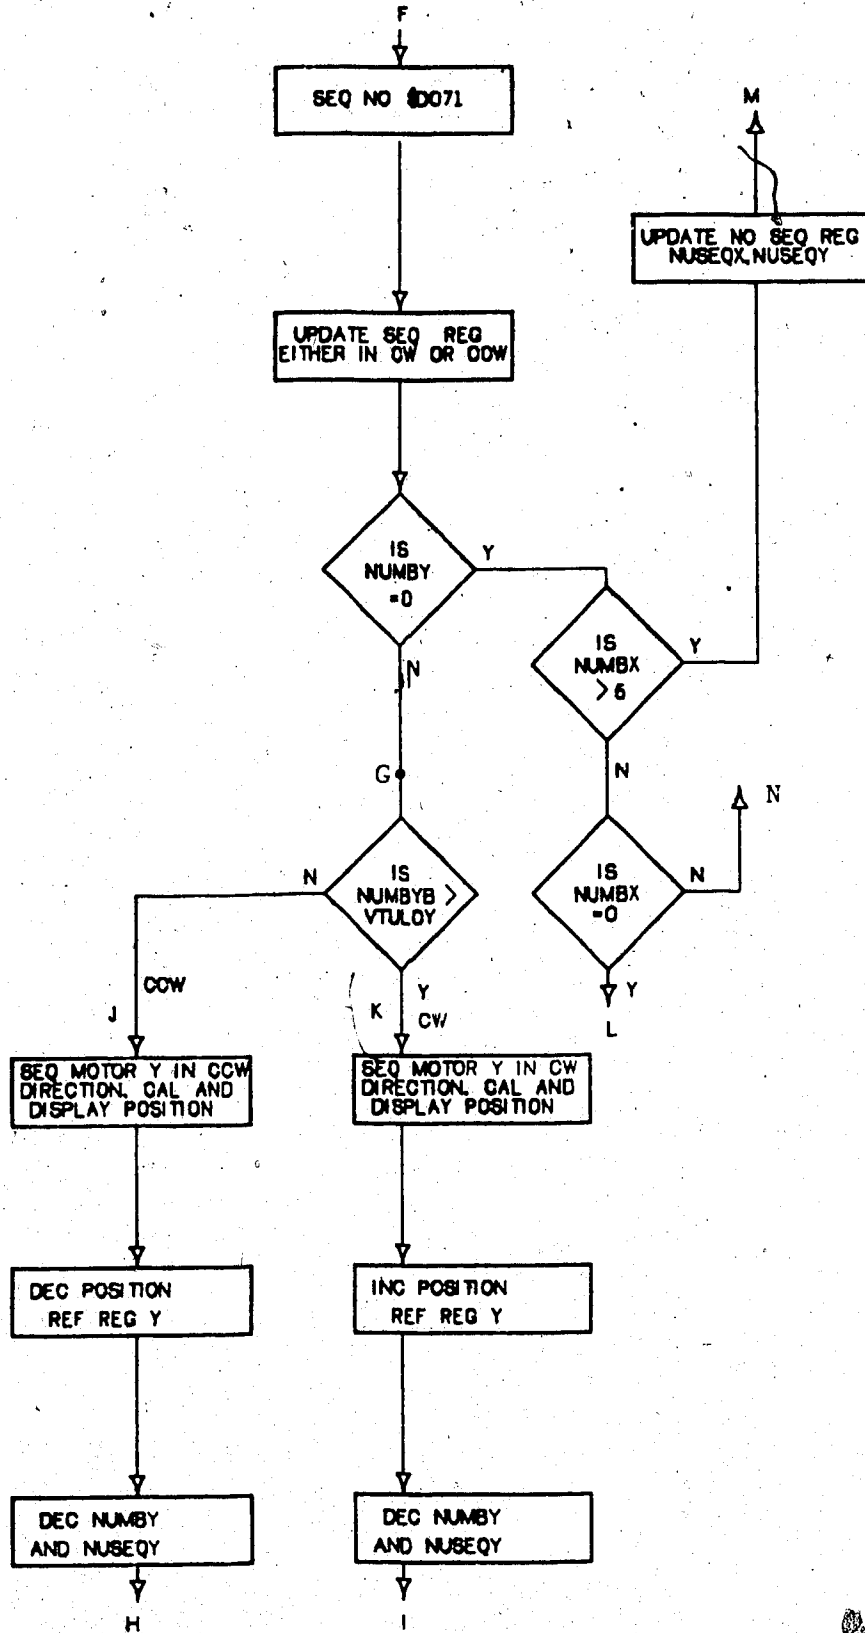 F
SEQ NO $D071
M
UPDATE NO SEQ REG
NUSEQX,NUSEQY
UPDATE SEQ REG
EITHER IN CW OR CCW
IS
NUMBY
=0
Y
N
IS
NUMBX
> 6
Y
N
G
N
IS
NUMBYB >
VTULOY
N
IS
NUMBX
=0
N
CCW
J
K
Y
CW
Y
L
SEQ MOTOR Y IN CCW
DIRECTION, CAL AND
DISPLAY POSITION
SEQ MOTOR Y IN CW
DIRECTION, CAL AND
DISPLAY POSITION
DEC POSITION
REF REG Y
INC POSITION
REF REG Y
DEC NUMBY
AND NUSEQY
DEC NUMBY
AND NUSEQY
H
I